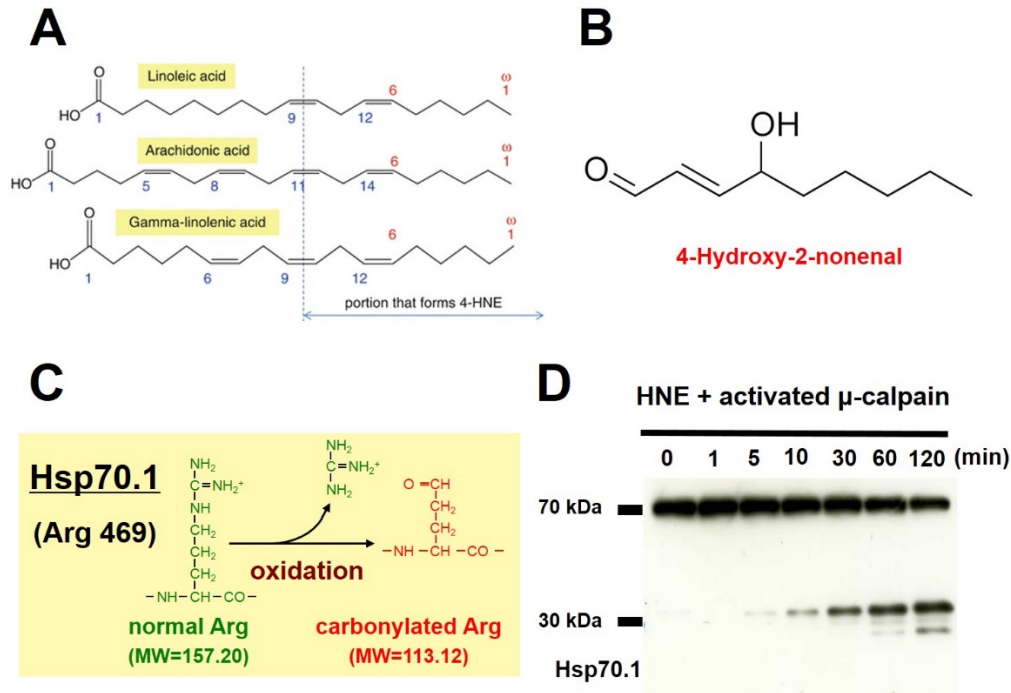 A
Linoleic acid
O
HO
1
9
12
6
ω
1
Arachidonic acid
O
HO
1
5
8
11
14
6
ω
1
Gamma-linolenic acid
O
HO
1
6
9
12
6
ω
1
portion that forms 4-HNE
B
OH
O
4-Hydroxy-2-nonenal
C
Hsp70.1
(Arg 469)
NH₂
C=NH₂⁺
NH
CH₂
CH₂
CH₂
–NH–CH–CO–
normal Arg
(MW=157.20)
NH₂
C=NH₂⁺
NH₂
oxidation
O=CH
CH₂
CH₂
–NH–CH–CO–
carbonylated Arg
(MW=113.12)
D
HNE + activated μ-calpain
0 1 5 10 30 60 120 (min)
70 kDa
30 kDa
Hsp70.1